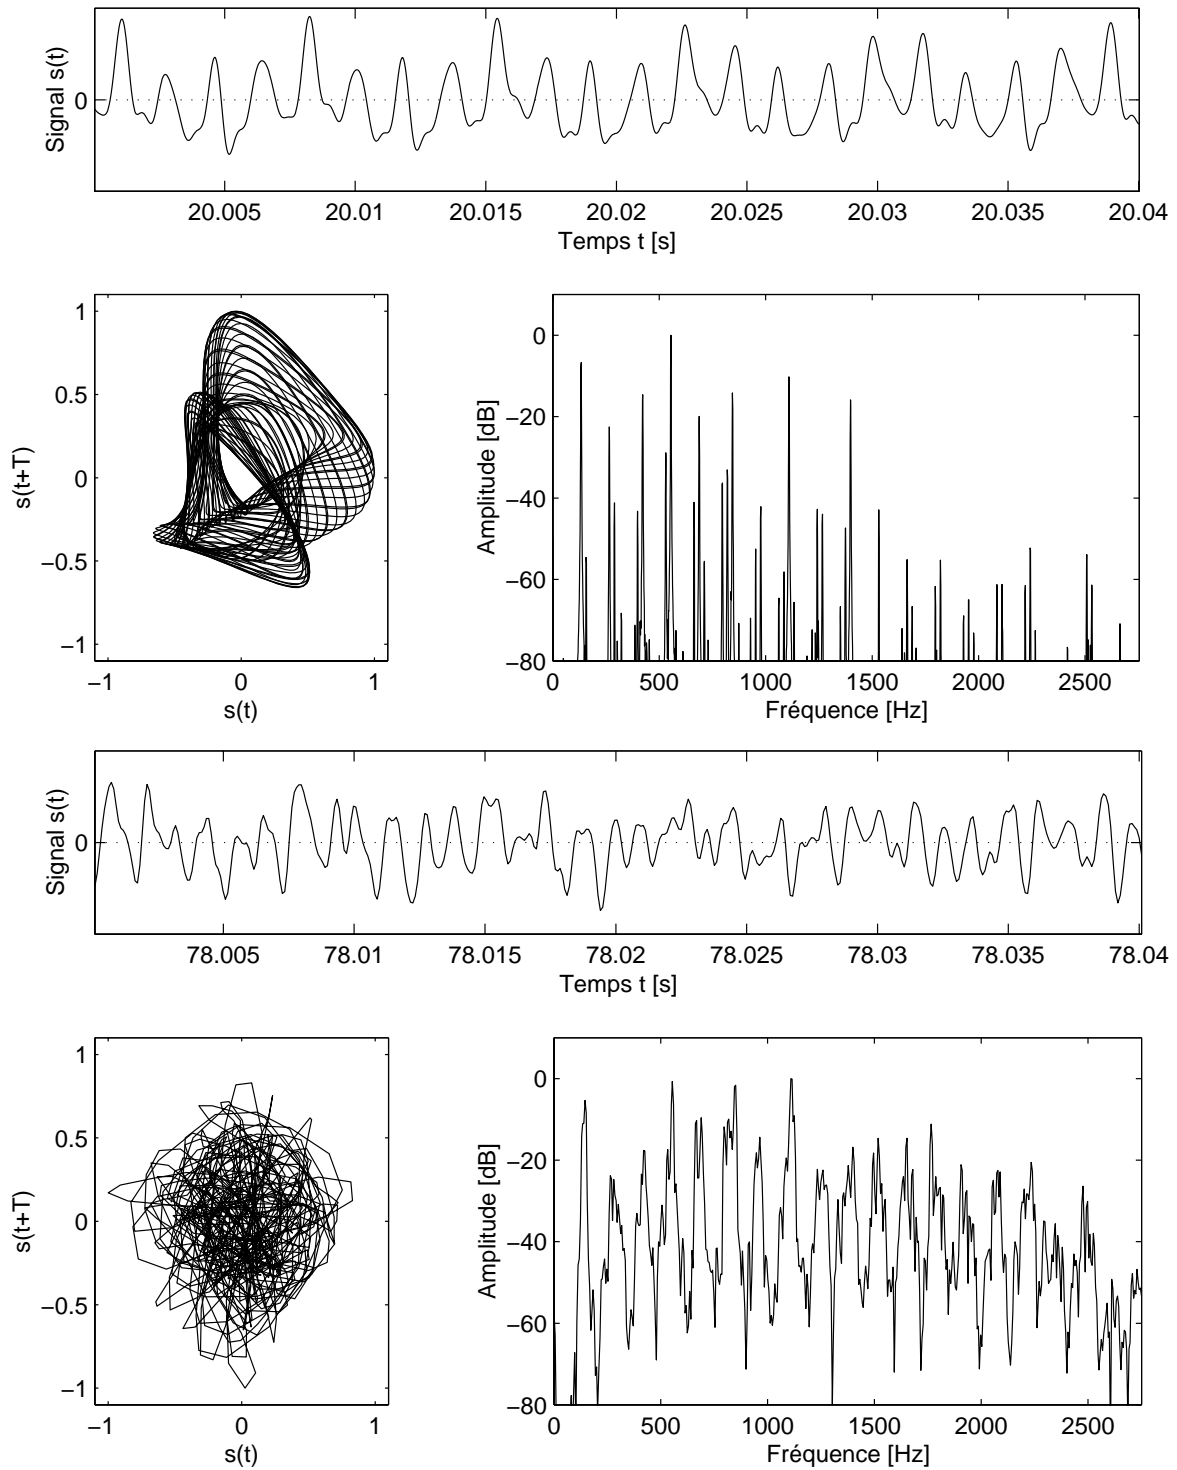 Signal s(t)
0
20.005 20.01 20.015 20.02 20.025 20.03 20.035 20.04
Temps t [s]
s(t+T)
1
0.5
0
−0.5
−1
−1 0 1
s(t)
Amplitude [dB]
0
−20
−40
−60
−80
0 500 1000 1500 2000 2500
Fréquence [Hz]
Signal s(t)
0
78.005 78.01 78.015 78.02 78.025 78.03 78.035 78.04
Temps t [s]
s(t+T)
1
0.5
0
−0.5
−1
−1 0 1
s(t)
Amplitude [dB]
0
−20
−40
−60
−80
0 500 1000 1500 2000 2500
Fréquence [Hz]